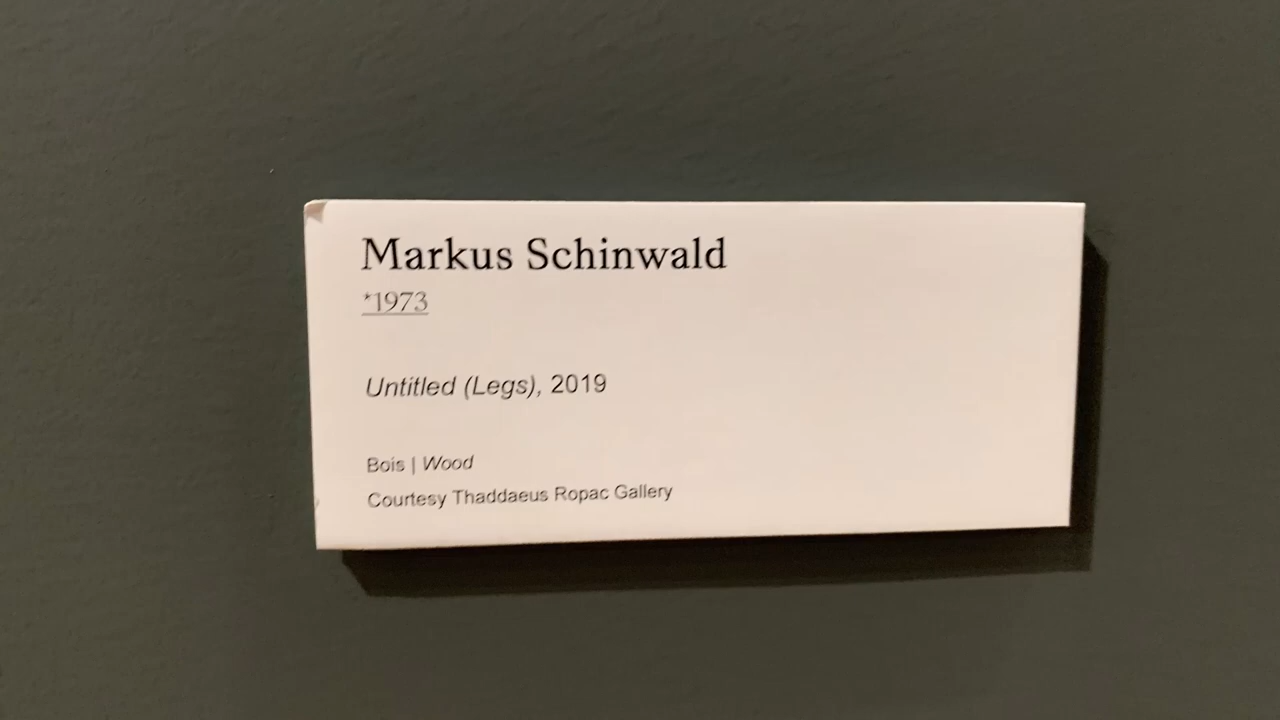 Markus Schinwald
*1973
Untitled (Legs), 2019
Bois | Wood
Courtesy Thaddaeus Ropac Gallery